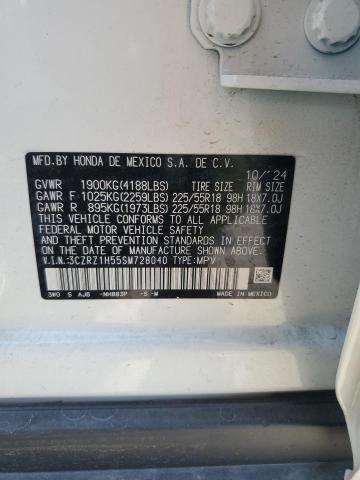 MFD.BY HONDA DE MEXICO S.A. DE C.V. 10/'24
GVWR 1900KG(4188LBS) TIRE SIZE RIM SIZE
GAWR F 1025KG(2259LBS) 225/55R18 98H 18X7.0J
GAWR R 895KG(1973LBS) 225/55R18 98H 18X7.0J
THIS VEHICLE CONFORMS TO ALL APPLICABLE
FEDERAL MOTOR VEHICLE SAFETY STANDARDS
IN EFFECT ON THE DATE OF MANUFACTURE SHOWN ABOVE.
V.I.N.:3CZRZ1H55SM728040 TYPE:MPV
3W0 S AJ6 -NH883P -S -M MADE IN MEXICO